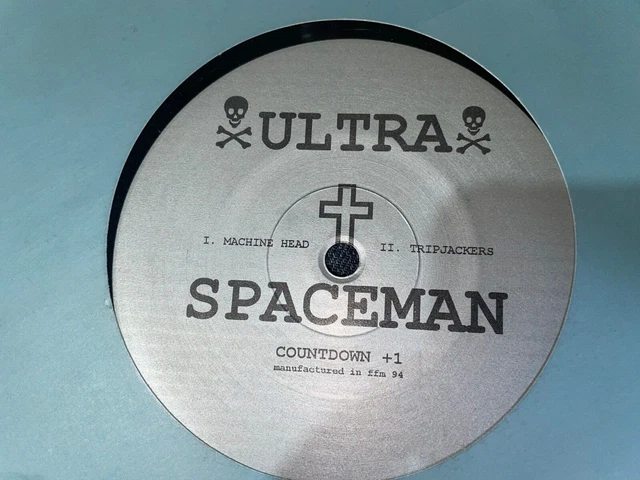 ULTRA
I. MACHINE HEAD II. TRIPJACKERS
SPACEMAN
COUNTDOWN +1
manufactured in ffm 94